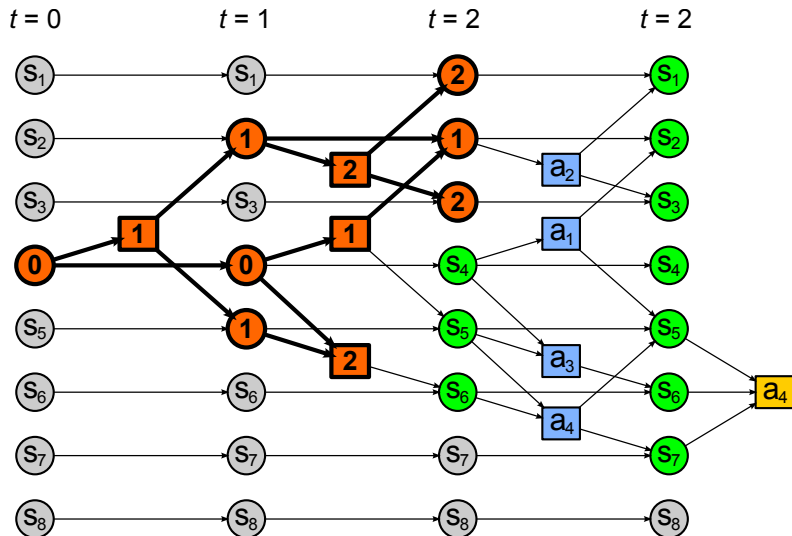 t = 0 t = 1 t = 2 t = 2
s1 s1 2 s1
s2 1 1 s2
2 a2
s3 s3 2 s3
1 1 a1
0 0 s4 s4
s5 1 s5 s5
2 a3
s6 s6 s6 s6 a4
a4
s7 s7 s7 s7
s8 s8 s8 s8